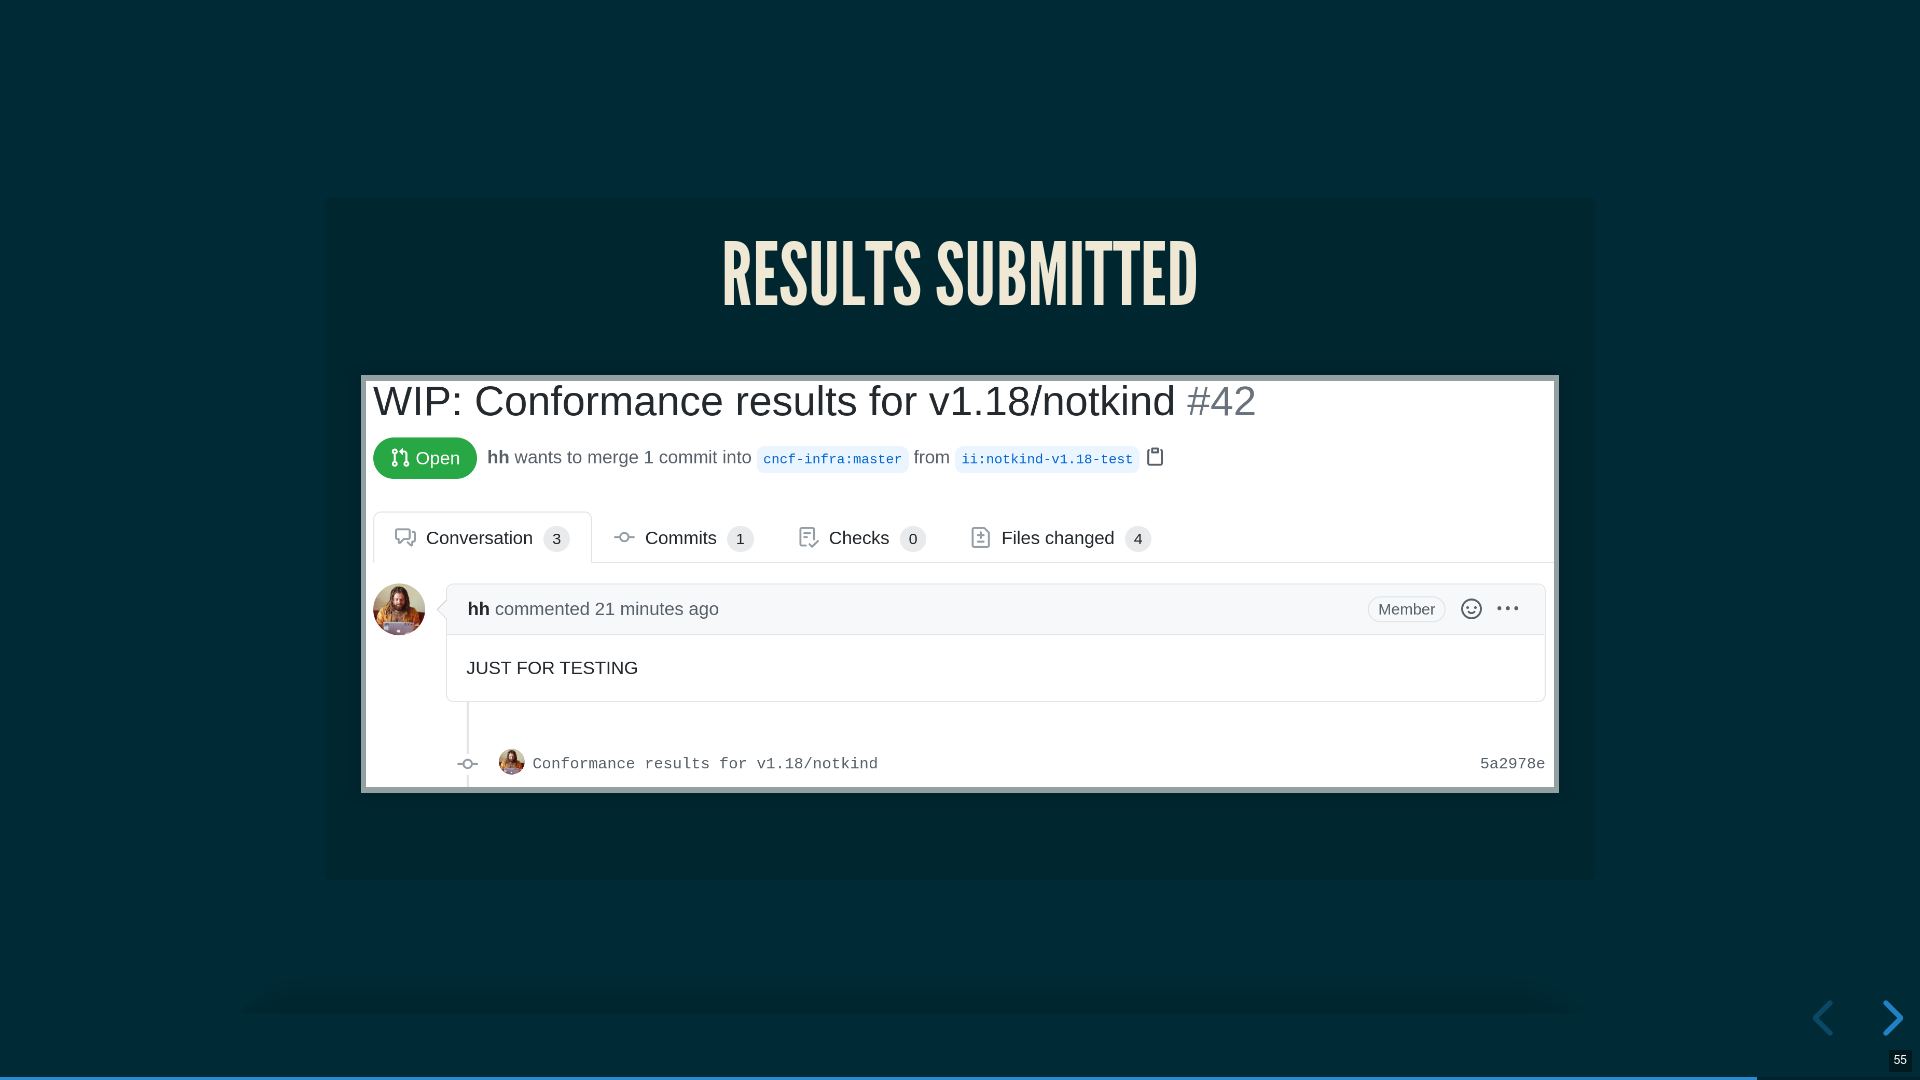 RESULTS SUBMITTED
WIP: Conformance results for v1.18/notkind #42
Open hh wants to merge 1 commit into cncf-infra:master from ii:notkind-v1.18-test
Conversation 3 Commits 1 Checks 0 Files changed 4
hh commented 21 minutes ago Member
JUST FOR TESTING
Conformance results for v1.18/notkind 5a2978e
55